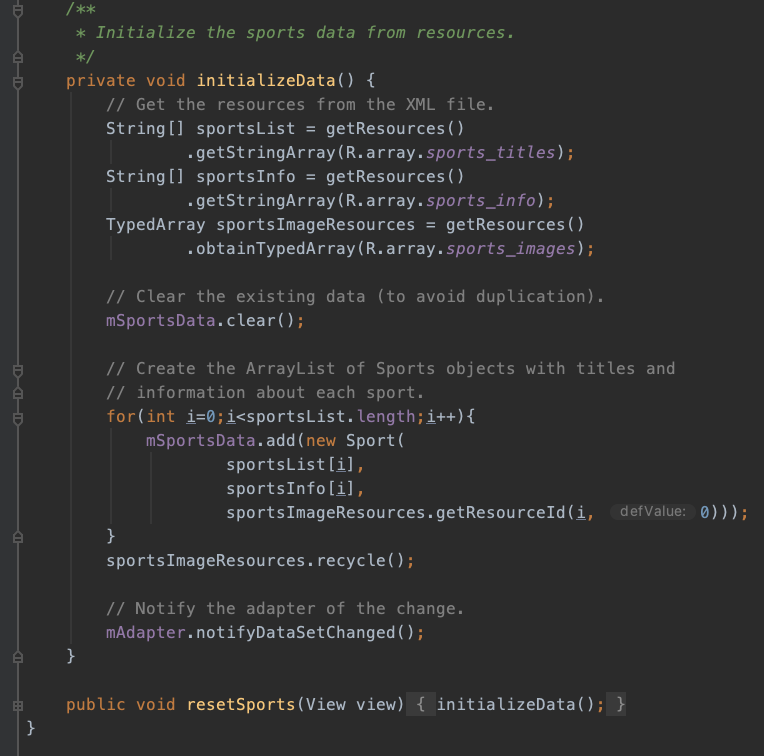 /**
 * Initialize the sports data from resources.
 */
private void initializeData() {
    // Get the resources from the XML file.
    String[] sportsList = getResources()
            .getStringArray(R.array.sports_titles);
    String[] sportsInfo = getResources()
            .getStringArray(R.array.sports_info);
    TypedArray sportsImageResources = getResources()
            .obtainTypedArray(R.array.sports_images);

    // Clear the existing data (to avoid duplication).
    mSportsData.clear();

    // Create the ArrayList of Sports objects with titles and
    // information about each sport.
    for(int i=0;i<sportsList.length;i++){
        mSportsData.add(new Sport(
                sportsList[i],
                sportsInfo[i],
                sportsImageResources.getResourceId(i, defValue: 0)));
    }
    sportsImageResources.recycle();

    // Notify the adapter of the change.
    mAdapter.notifyDataSetChanged();
}

public void resetSports(View view) { initializeData(); }
}